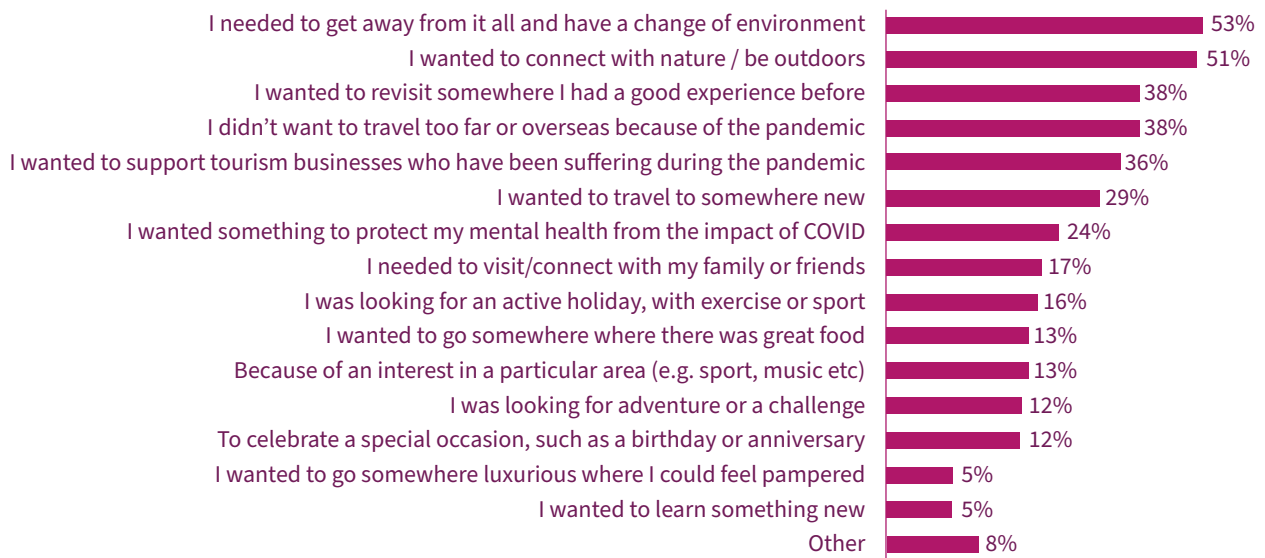 I needed to get away from it all and have a change of environment 53%
I wanted to connect with nature / be outdoors 51%
I wanted to revisit somewhere I had a good experience before 38%
I didn’t want to travel too far or overseas because of the pandemic 38%
I wanted to support tourism businesses who have been suffering during the pandemic 36%
I wanted to travel to somewhere new 29%
I wanted something to protect my mental health from the impact of COVID 24%
I needed to visit/connect with my family or friends 17%
I was looking for an active holiday, with exercise or sport 16%
I wanted to go somewhere where there was great food 13%
Because of an interest in a particular area (e.g. sport, music etc) 13%
I was looking for adventure or a challenge 12%
To celebrate a special occasion, such as a birthday or anniversary 12%
I wanted to go somewhere luxurious where I could feel pampered 5%
I wanted to learn something new 5%
Other 8%